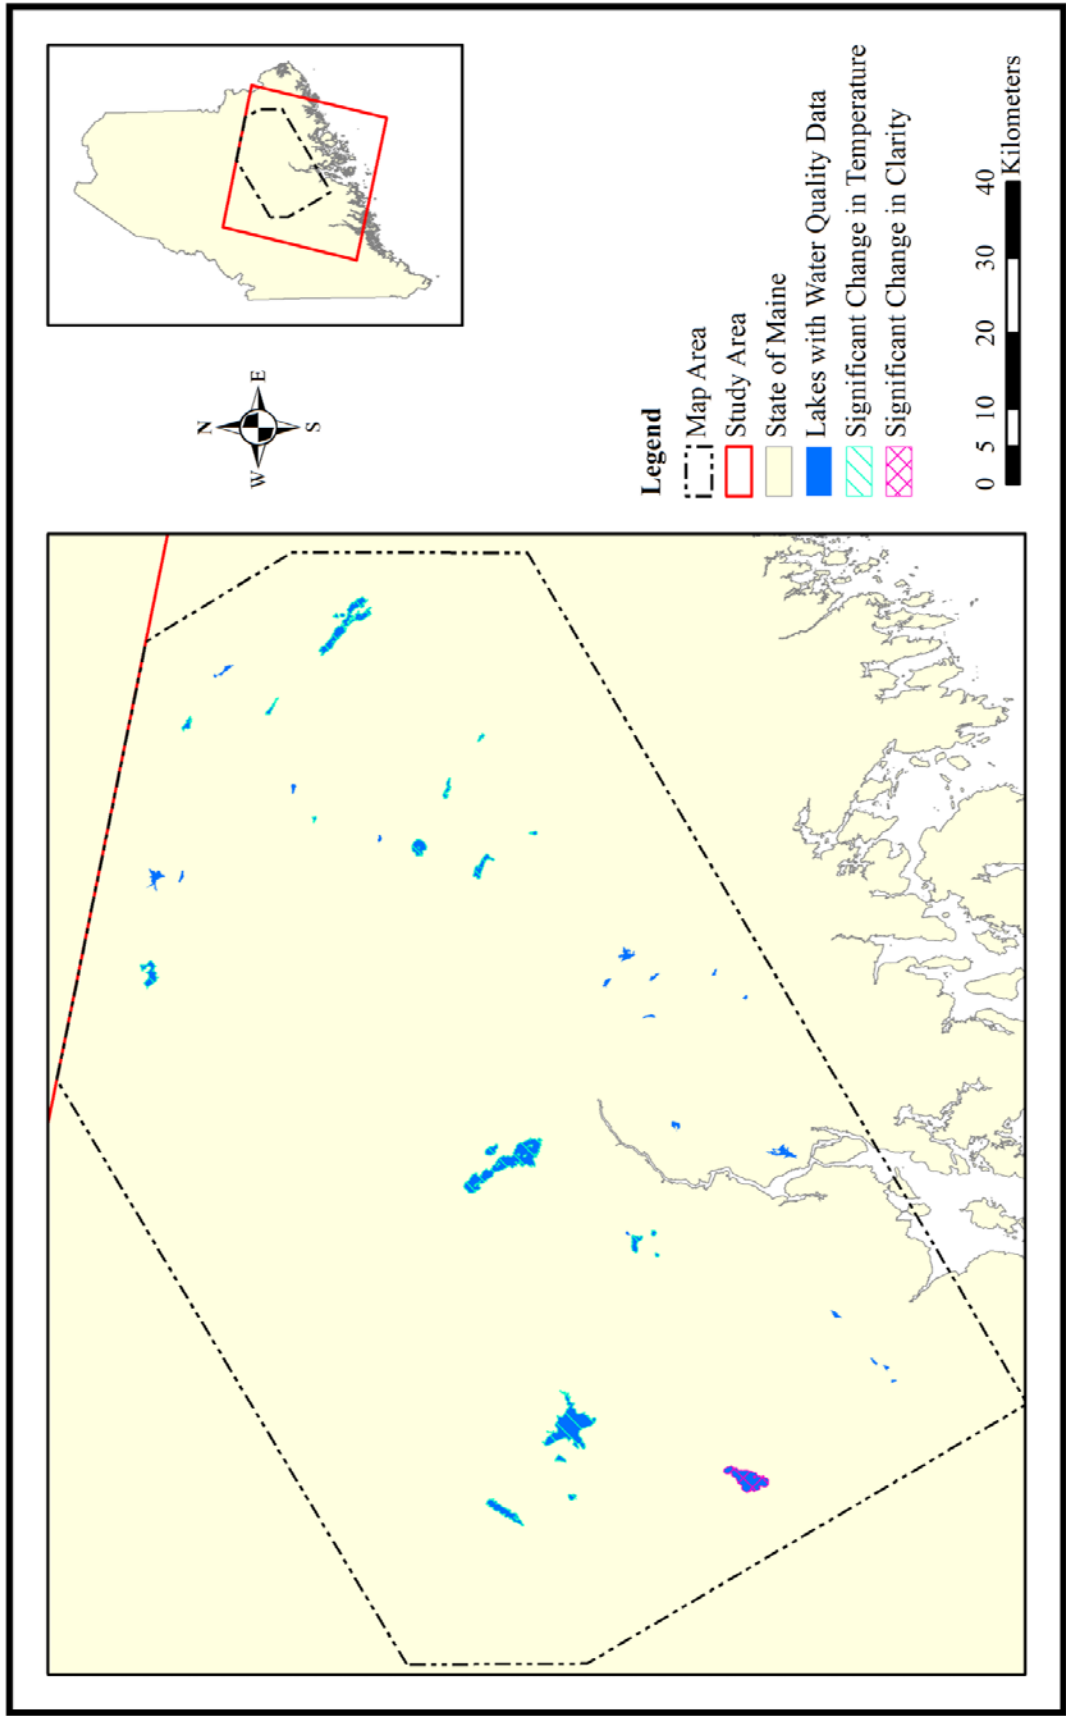 N
W
E
S
Legend
Map Area
Study Area
State of Maine
Lakes with Water Quality Data
Significant Change in Temperature
Significant Change in Clarity
0 5 10 20 30 40
Kilometers